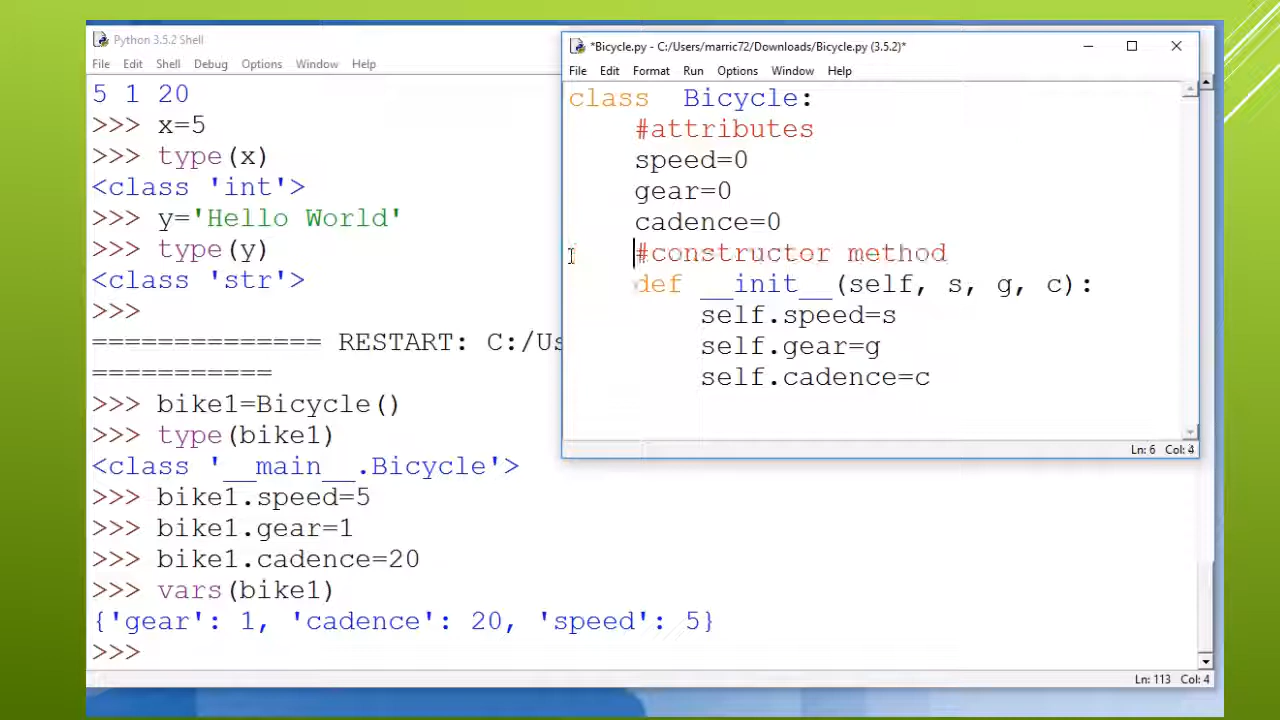 Python 3.5.2 Shell
File Edit Shell Debug Options Window Help
5 1 20
>>> x=5
>>> type(x)
<class 'int'>
>>> y='Hello World'
>>> type(y)
<class 'str'>
>>>
============== RESTART: C:/Us
===========
>>> bike1=Bicycle()
>>> type(bike1)
<class '__main__.Bicycle'>
>>> bike1.speed=5
>>> bike1.gear=1
>>> bike1.cadence=20
>>> vars(bike1)
{'gear': 1, 'cadence': 20, 'speed': 5}
>>>
Ln: 113 Col: 4
*Bicycle.py - C:/Users/marric72/Downloads/Bicycle.py (3.5.2)*
File Edit Format Run Options Window Help
class  Bicycle:
    #attributes
    speed=0
    gear=0
    cadence=0
    #constructor method
    def __init__(self, s, g, c):
        self.speed=s
        self.gear=g
        self.cadence=c
Ln: 6 Col: 4